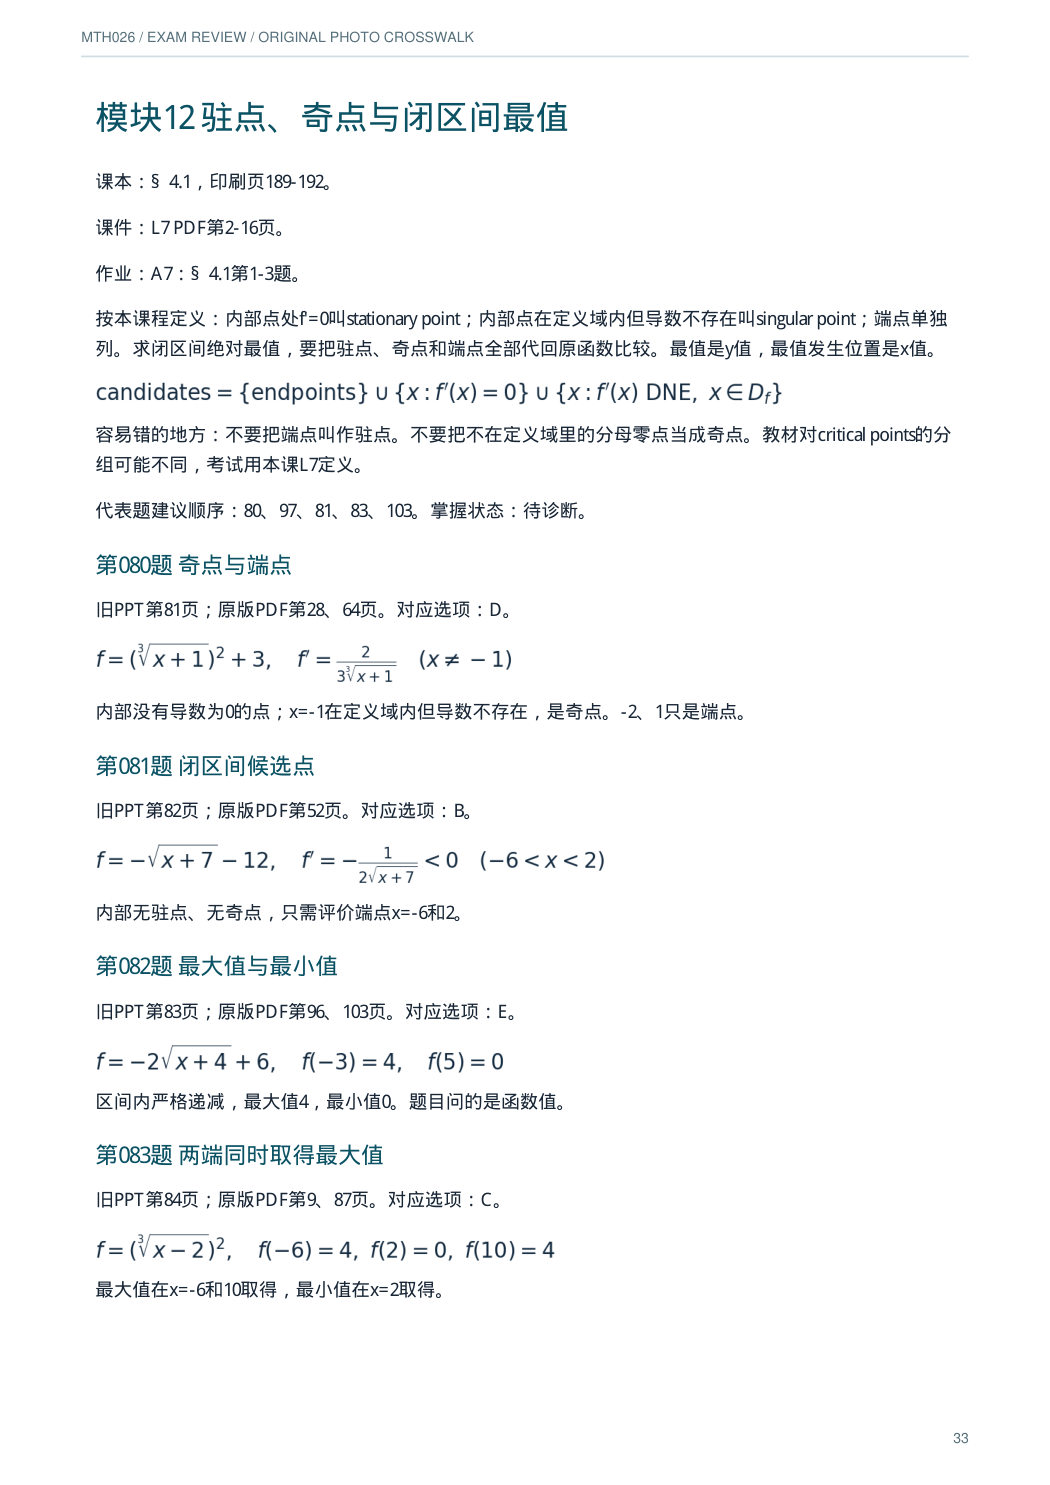 MTH026 / EXAM REVIEW / ORIGINAL PHOTO CROSSWALK
模块12 驻点、奇点与闭区间最值
课本：§ 4.1，印刷页189-192。
课件：L7 PDF第2-16页。
作业：A7：§ 4.1第1-3题。
按本课程定义：内部点处f'=0叫stationary point；内部点在定义域内但导数不存在叫singular point；端点单独
列。求闭区间绝对最值，要把驻点、奇点和端点全部代回原函数比较。最值是y值，最值发生位置是x值。
candidates = {endpoints} ∪ {x : f′(x) = 0} ∪ {x : f′(x) DNE, x ∈ D_f}
容易错的地方：不要把端点叫作驻点。不要把不在定义域里的分母零点当成奇点。教材对critical points的分
组可能不同，考试用本课L7定义。
代表题建议顺序：80、97、81、83、103。掌握状态：待诊断。
第080题 奇点与端点
旧PPT第81页；原版PDF第28、64页。对应选项：D。
f = (∛(x + 1))² + 3, f′ = 2/(3∛(x + 1)) (x ≠ −1)
内部没有导数为0的点；x=-1在定义域内但导数不存在，是奇点。-2、1只是端点。
第081题 闭区间候选点
旧PPT第82页；原版PDF第52页。对应选项：B。
f = −√(x + 7) − 12, f′ = −1/(2√(x + 7)) < 0 (−6 < x < 2)
内部无驻点、无奇点，只需评价端点x=-6和2。
第082题 最大值与最小值
旧PPT第83页；原版PDF第96、103页。对应选项：E。
f = −2√(x + 4) + 6, f(−3) = 4, f(5) = 0
区间内严格递减，最大值4，最小值0。题目问的是函数值。
第083题 两端同时取得最大值
旧PPT第84页；原版PDF第9、87页。对应选项：C。
f = (∛(x − 2))², f(−6) = 4, f(2) = 0, f(10) = 4
最大值在x=-6和10取得，最小值在x=2取得。
33